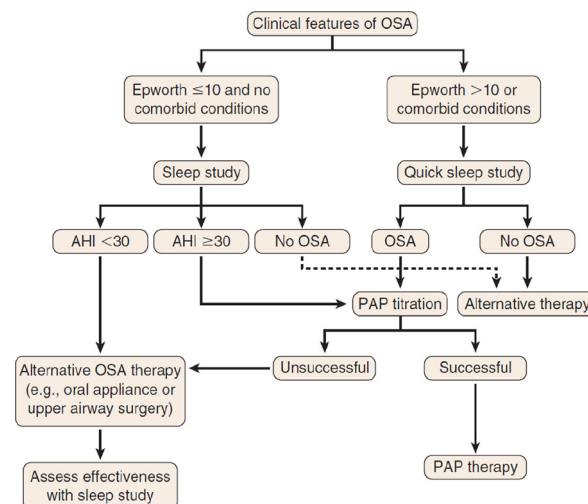 Clinical features of OSA
Epworth ≤10 and no
comorbid conditions
Epworth >10 or
comorbid conditions
Sleep study
Quick sleep study
AHI <30
AHI ≥30
No OSA
OSA
No OSA
PAP titration
Alternative therapy
Alternative OSA therapy
(e.g., oral appliance or
upper airway surgery)
Unsuccessful
Successful
Assess effectiveness
with sleep study
PAP therapy